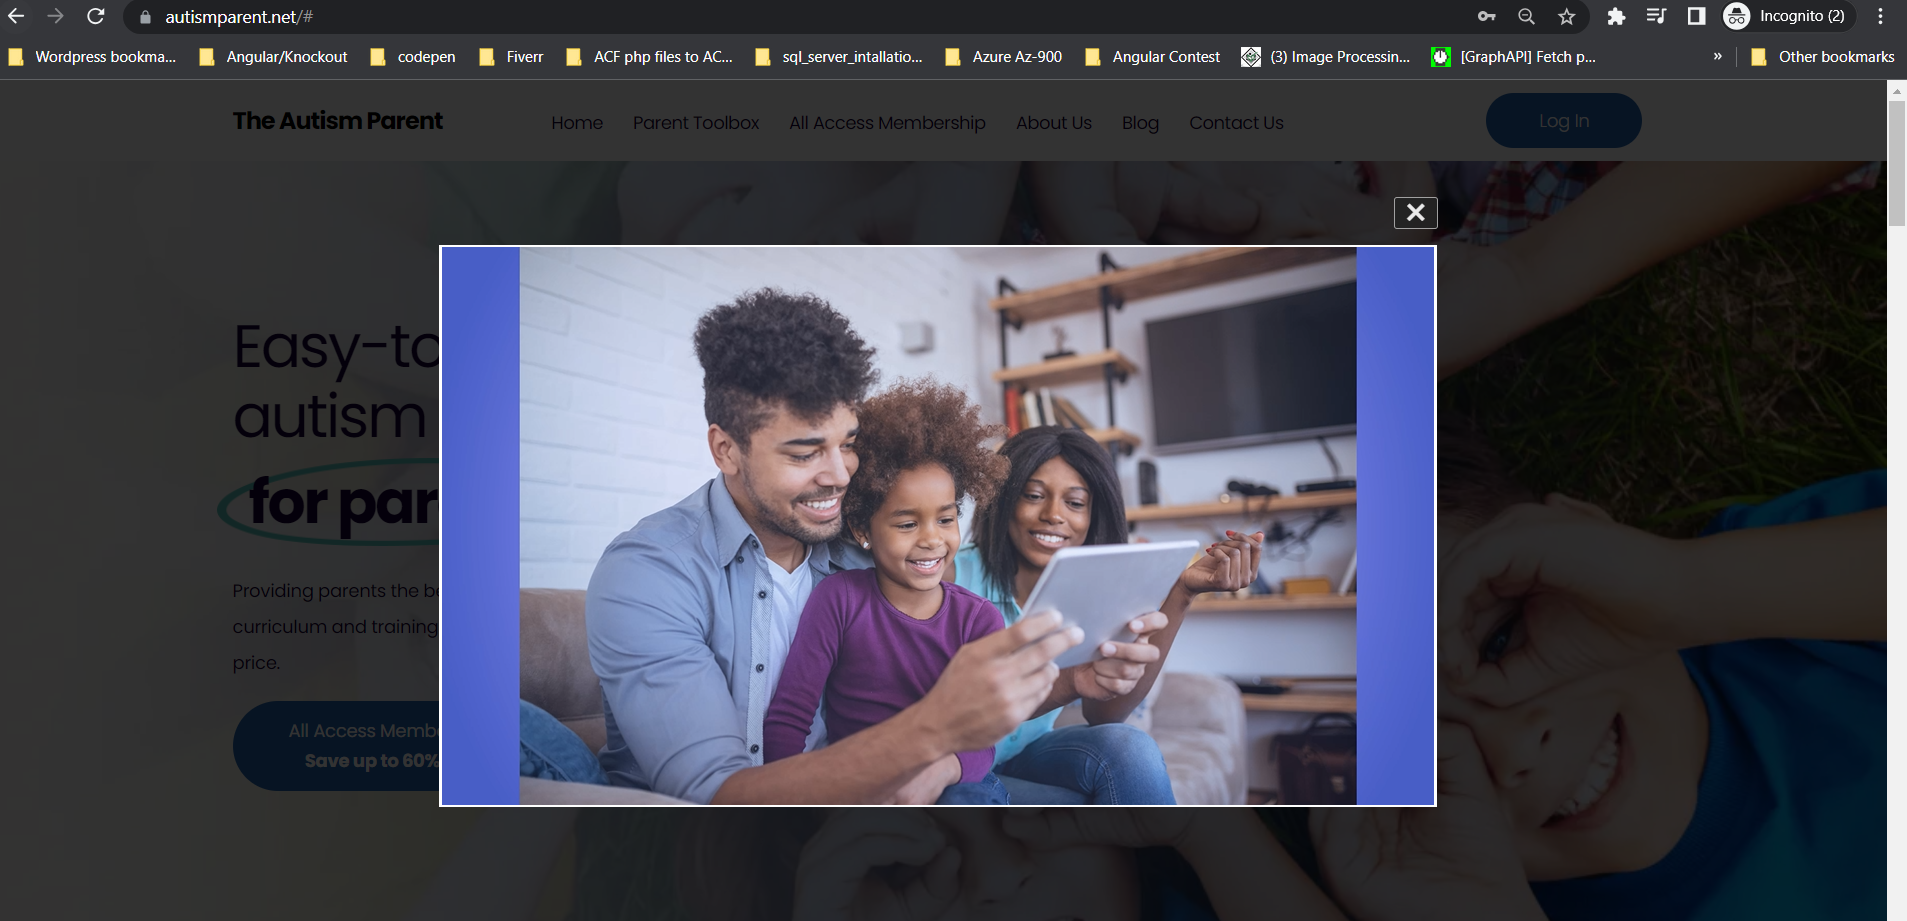 autismparent.net/#
Incognito (2)
Wordpress bookma...
Angular/Knockout
codepen
Fiverr
ACF php files to AC...
sql_server_intallatio...
Azure Az-900
Angular Contest
(3) Image Processin...
[GraphAPI] Fetch p...
»
Other bookmarks
The Autism Parent
Home
Parent Toolbox
All Access Membership
About Us
Blog
Contact Us
Log In
Easy-to
autism
for par
Providing parents the be
curriculum and training
price.
All Access Membe
Save up to 60%